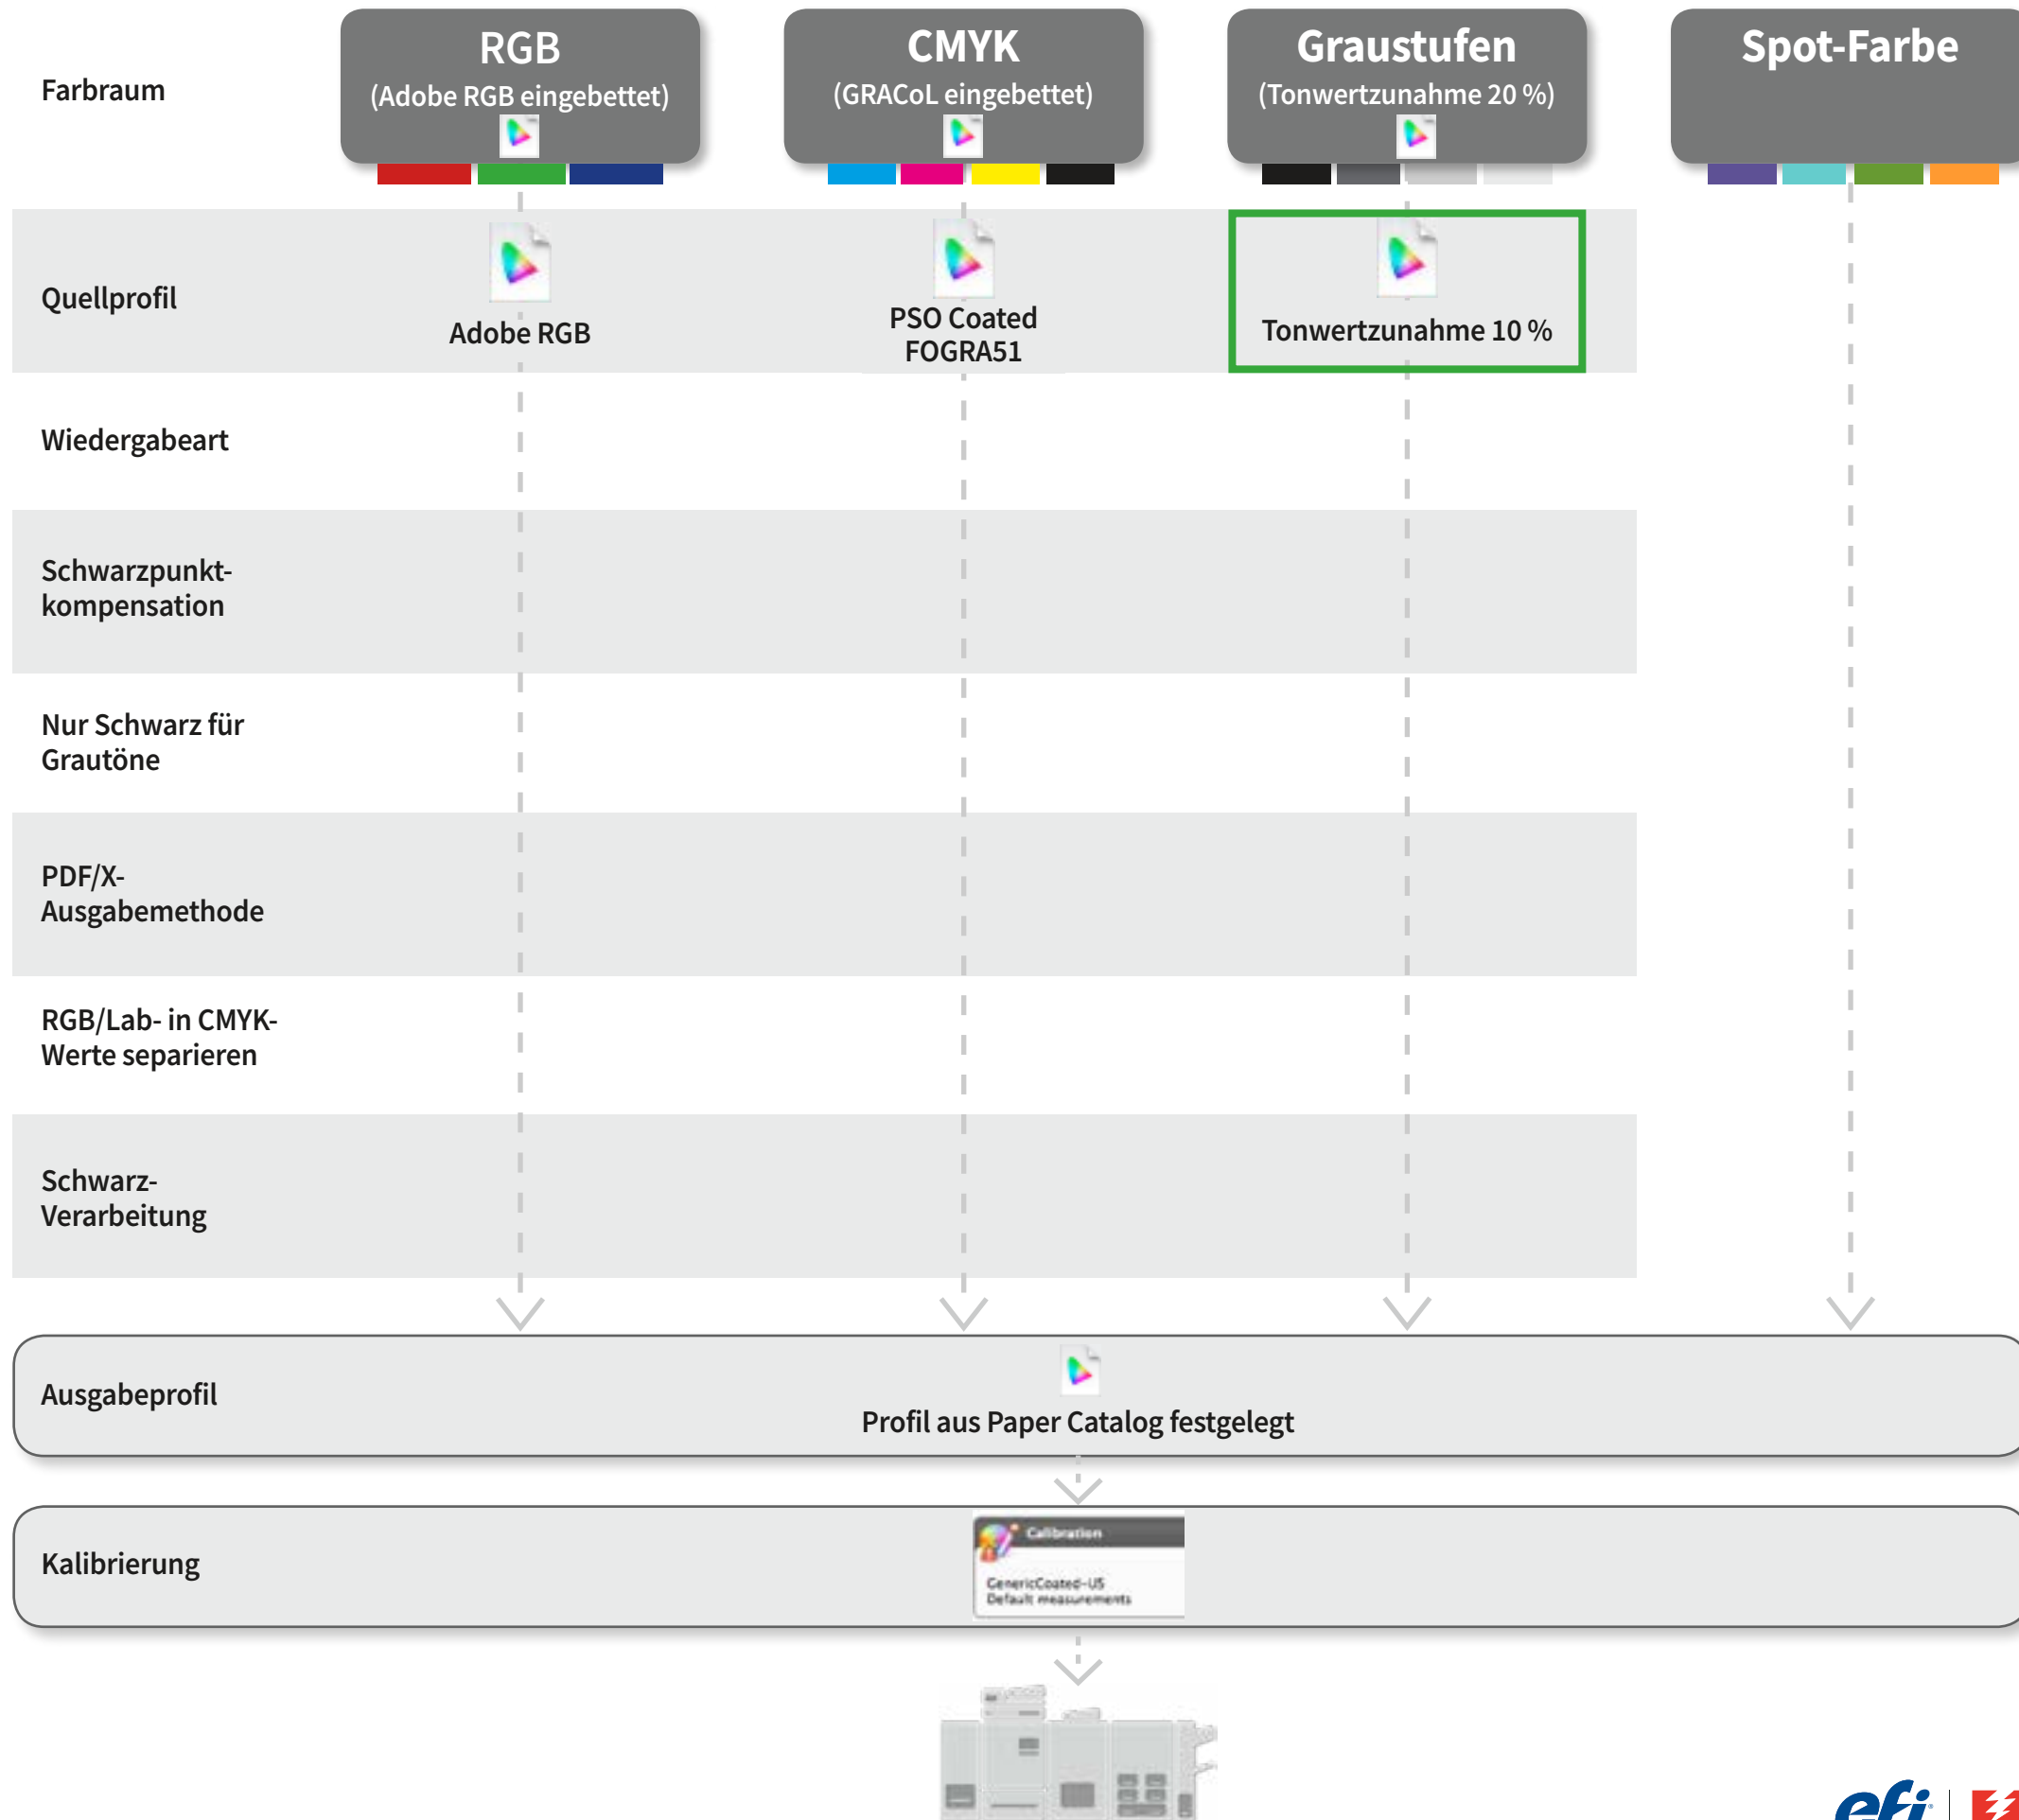 Farbraum
RGB
(Adobe RGB eingebettet)
CMYK
(GRACoL eingebettet)
Graustufen
(Tonwertzunahme 20 %)
Spot-Farbe
Quellprofil
Adobe RGB
PSO Coated
FOGRA51
Tonwertzunahme 10 %
Wiedergabeart
Schwarzpunkt-
kompensation
Nur Schwarz für
Grautöne
PDF/X-
Ausgabemethode
RGB/Lab- in CMYK-
Werte separieren
Schwarz-
Verarbeitung
Ausgabeprofil
Profil aus Paper Catalog festgelegt
Kalibrierung
Calibration
GenericCoated-US
Default measurements
efi